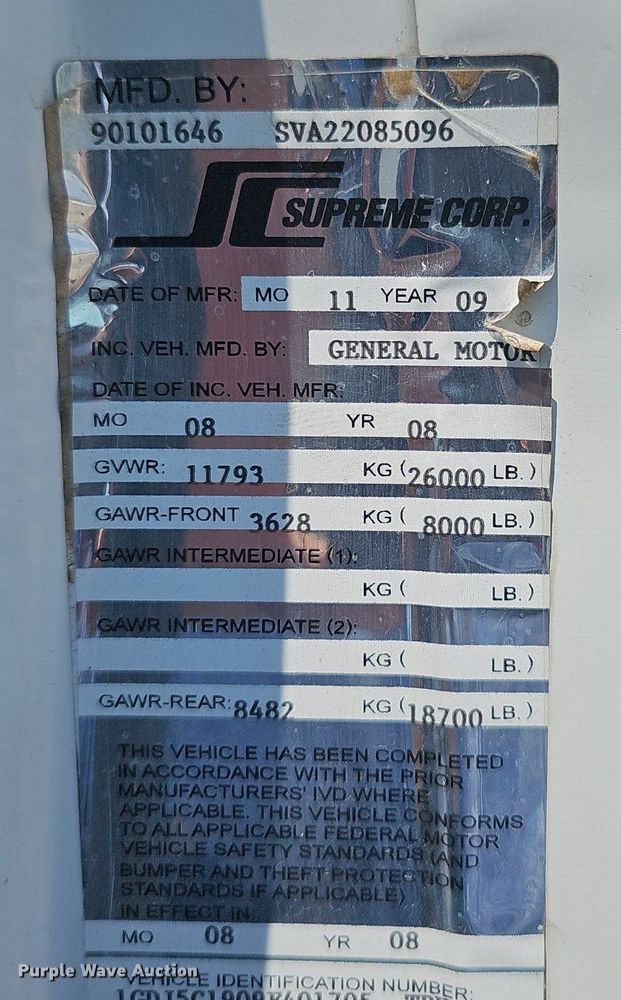 MFD. BY:
90101646 SVA22085096
SC SUPREME CORP.
DATE OF MFR: MO 11 YEAR 09
INC. VEH. MFD. BY: GENERAL MOTOR
DATE OF INC. VEH. MFR:
MO 08 YR 08
GVWR: 11793 KG (26000 LB.)
GAWR-FRONT 3628 KG ( 8000 LB.)
GAWR INTERMEDIATE (1):
KG ( LB.)
GAWR INTERMEDIATE (2):
KG ( LB.)
GAWR-REAR: 8482 KG (18700 LB.)
THIS VEHICLE HAS BEEN COMPLETED
IN ACCORDANCE WITH THE PRIOR
MANUFACTURERS' IVD WHERE
APPLICABLE. THIS VEHICLE CONFORMS
TO ALL APPLICABLE FEDERAL MOTOR
VEHICLE SAFETY STANDARDS (AND
BUMPER AND THEFT PROTECTION
STANDARDS IF APPLICABLE)
IN EFFECT IN.
MO 08 YR 08
VEHICLE IDENTIFICATION NUMBER:
Purple Wave Auction